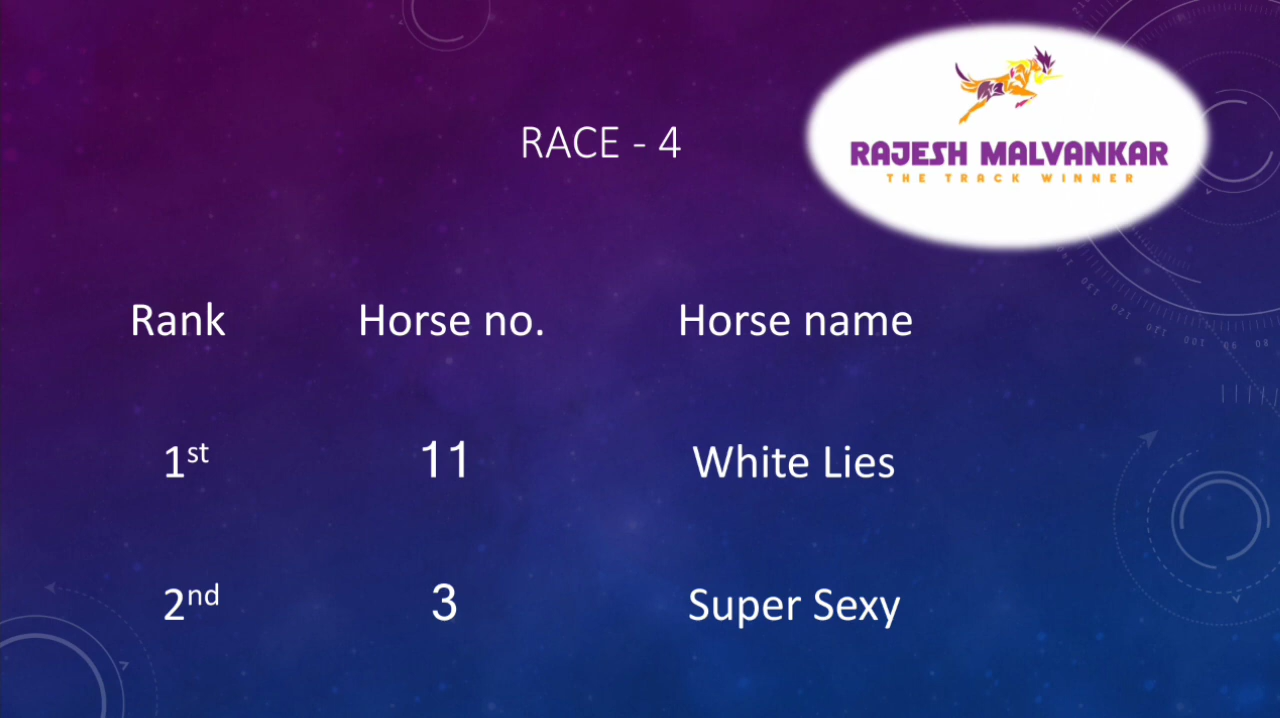 RACE - 4
RAJESH MALVANKAR
THE TRACK WINNER
Rank Horse no. Horse name
1st 11 White Lies
2nd 3 Super Sexy